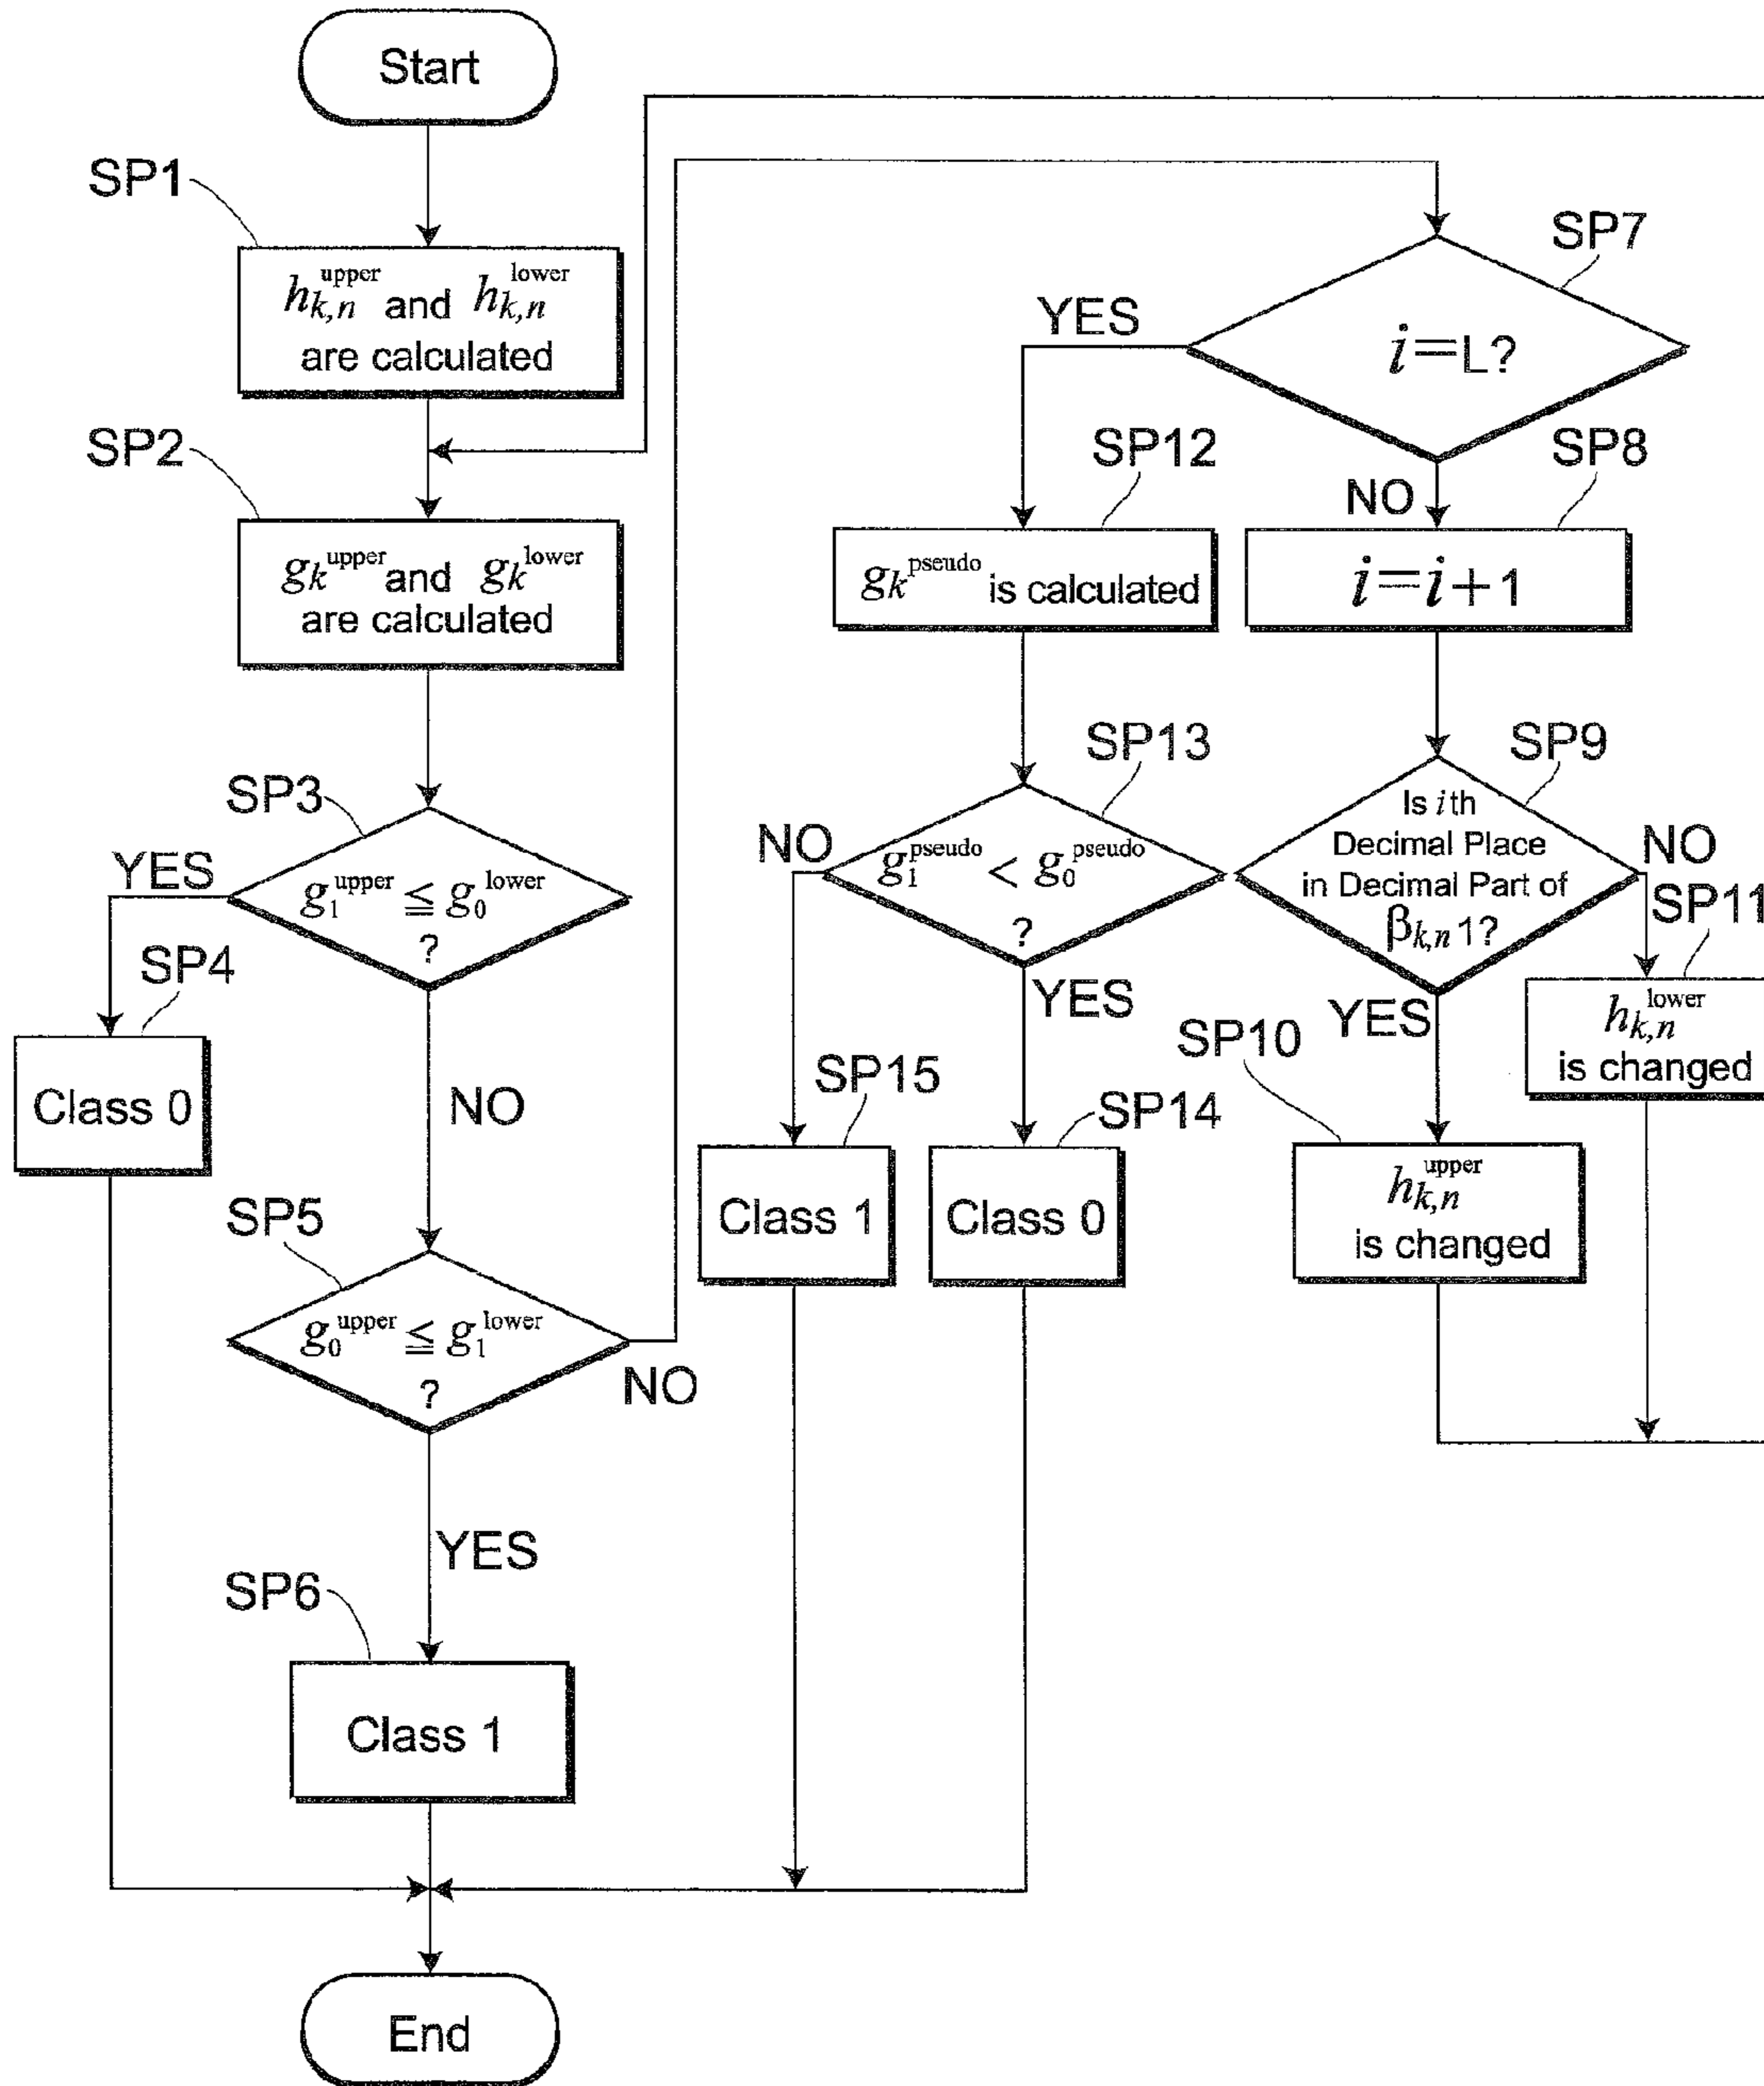 Start
SP1
h_{k,n}^{upper} and h_{k,n}^{lower}
are calculated
SP2
g_k^{upper} and g_k^{lower}
are calculated
SP3
YES
g_1^{upper} ≦ g_0^{lower}
?
SP4
Class 0
NO
SP5
g_0^{upper} ≦ g_1^{lower}
?
NO
YES
SP6
Class 1
End
SP7
YES
i=L?
SP12
NO
SP8
g_k^{pseudo} is calculated
i=i+1
SP13
NO
g_1^{pseudo} < g_0^{pseudo}
?
YES
SP15
Class 1
SP14
Class 0
SP9
Is ith
Decimal Place
in Decimal Part of
β_{k,n} 1?
NO
SP11
h_{k,n}^{lower}
is changed
YES
SP10
h_{k,n}^{upper}
is changed